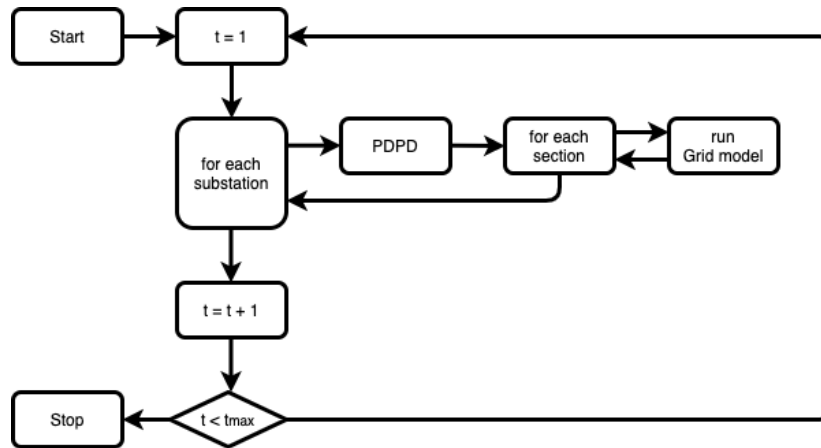 Start
t = 1
for each
substation
PDPD
for each
section
run
Grid model
t = t + 1
Stop
t < tmax